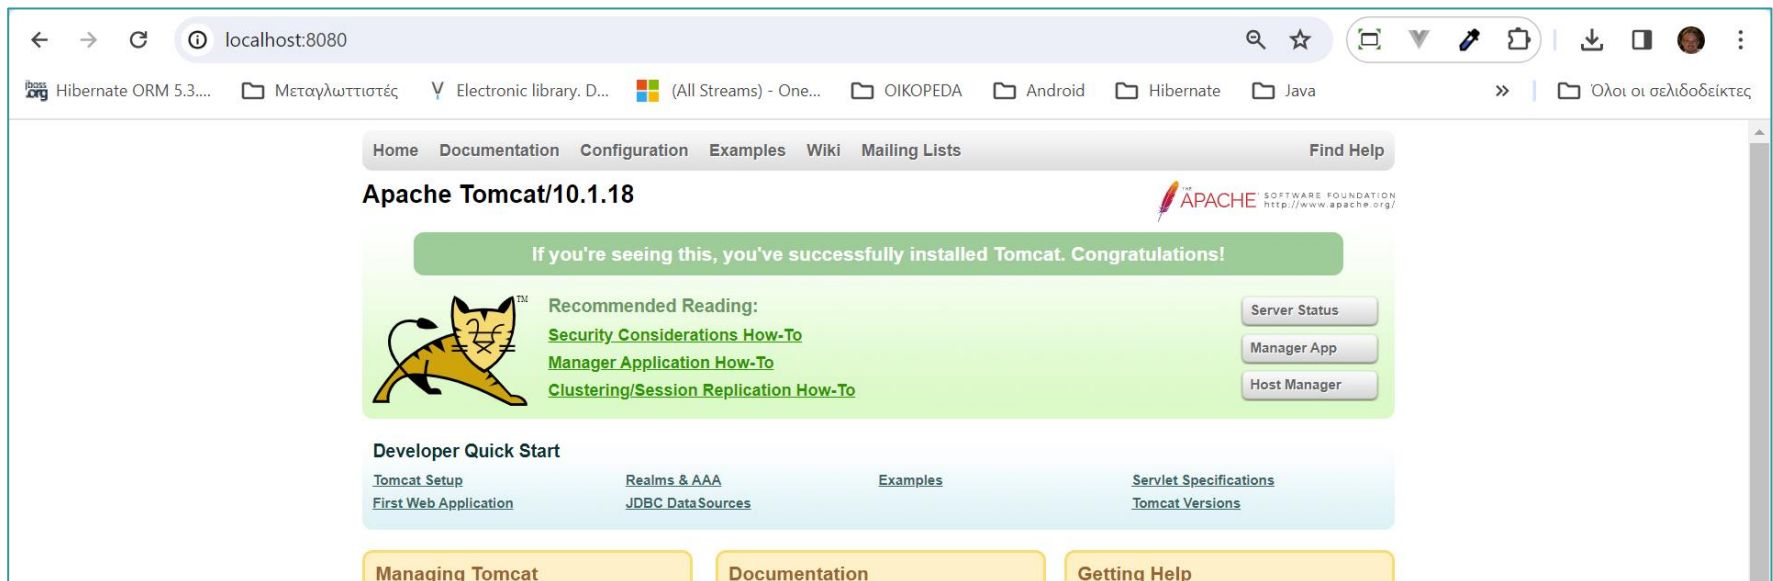 localhost:8080
jboss .org Hibernate ORM 5.3.... Μεταγλωττιστές Electronic library. D... (All Streams) - One... OIKOPEDA Android Hibernate Java » Όλοι οι σελιδοδείκτες
Home Documentation Configuration Examples Wiki Mailing Lists Find Help
Apache Tomcat/10.1.18
THE APACHE SOFTWARE FOUNDATION
http://www.apache.org/
If you're seeing this, you've successfully installed Tomcat. Congratulations!
TM
Recommended Reading:
Security Considerations How-To
Manager Application How-To
Clustering/Session Replication How-To
Server Status
Manager App
Host Manager
Developer Quick Start
Tomcat Setup Realms & AAA Examples Servlet Specifications
First Web Application JDBC DataSources Tomcat Versions
Managing Tomcat Documentation Getting Help